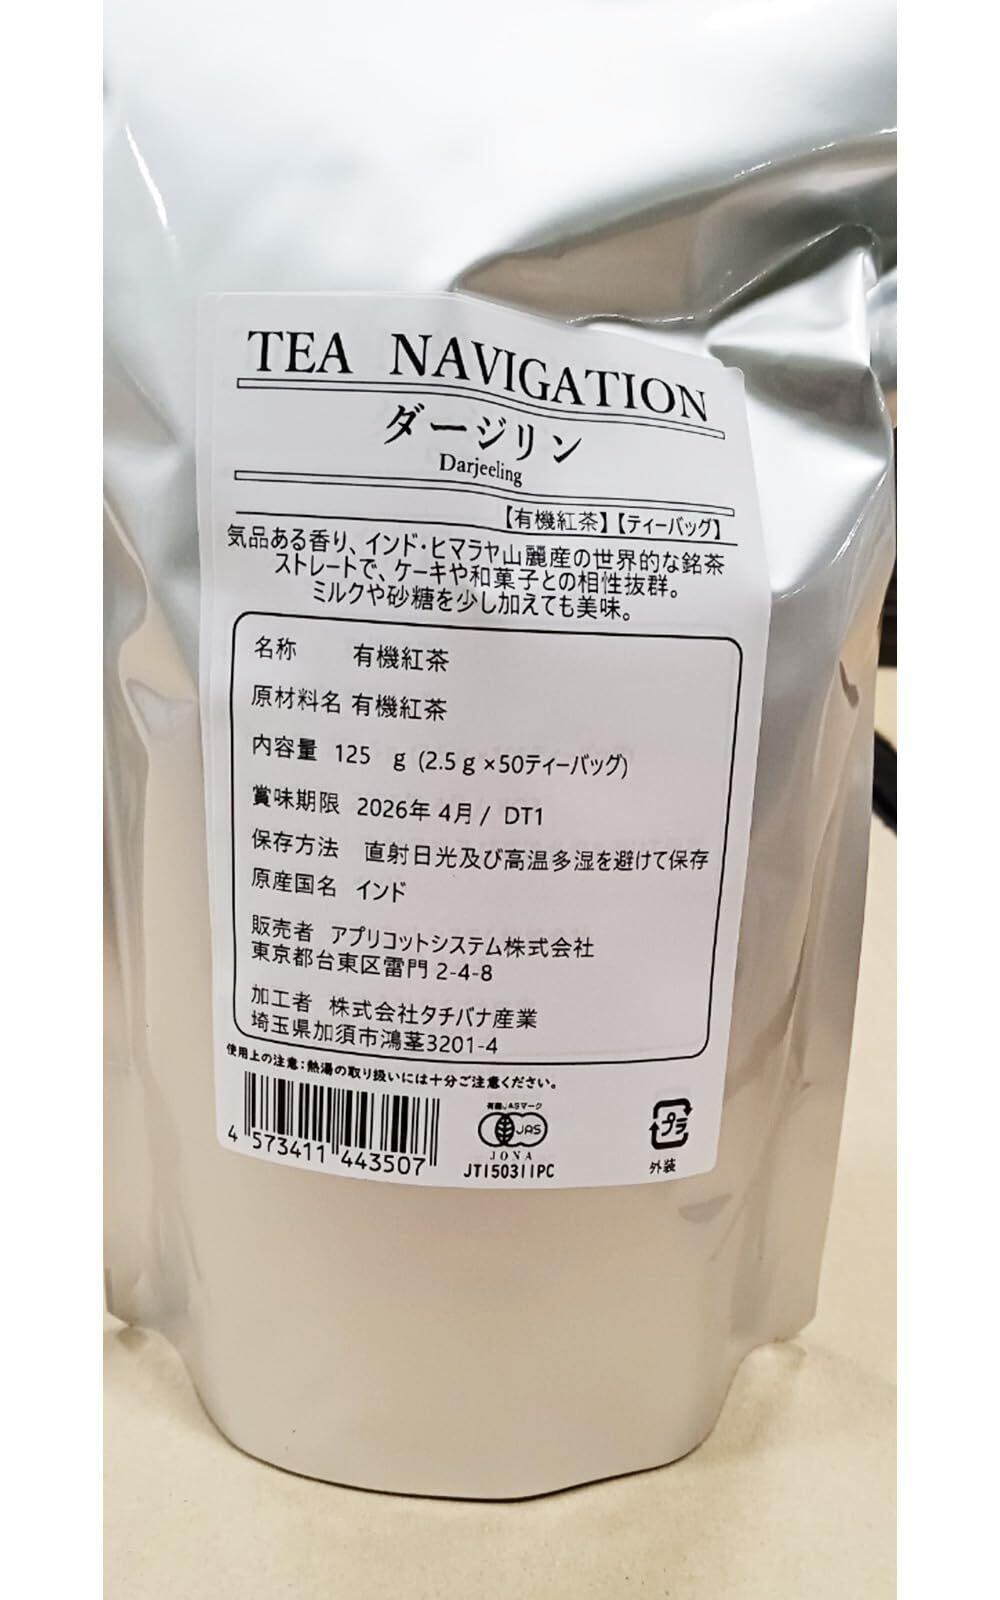 TEA NAVIGATION
ダージリン
Darjeeling
【有機紅茶】【ティーバッグ】
気品ある香り、インド・ヒマラヤ山麗産の世界的な銘茶
ストレートで、ケーキや和菓子との相性抜群。
ミルクや砂糖を少し加えても美味。
名称 有機紅茶
原材料名 有機紅茶
内容量 125 g (2.5g×50ティーバッグ)
賞味期限 2026年 4月 / DT1
保存方法 直射日光及び高温多湿を避けて保存
原産国名 インド
販売者 アプリコットシステム株式会社
東京都台東区雷門 2-4-8
加工者 株式会社タチバナ産業
埼玉県加須市鴻茎3201-4
使用上の注意:熱湯の取り扱いには十分ご注意ください。
4 573411 443507
有機JASマーク
JAS
JONA
JT150311PC
プラ
外装